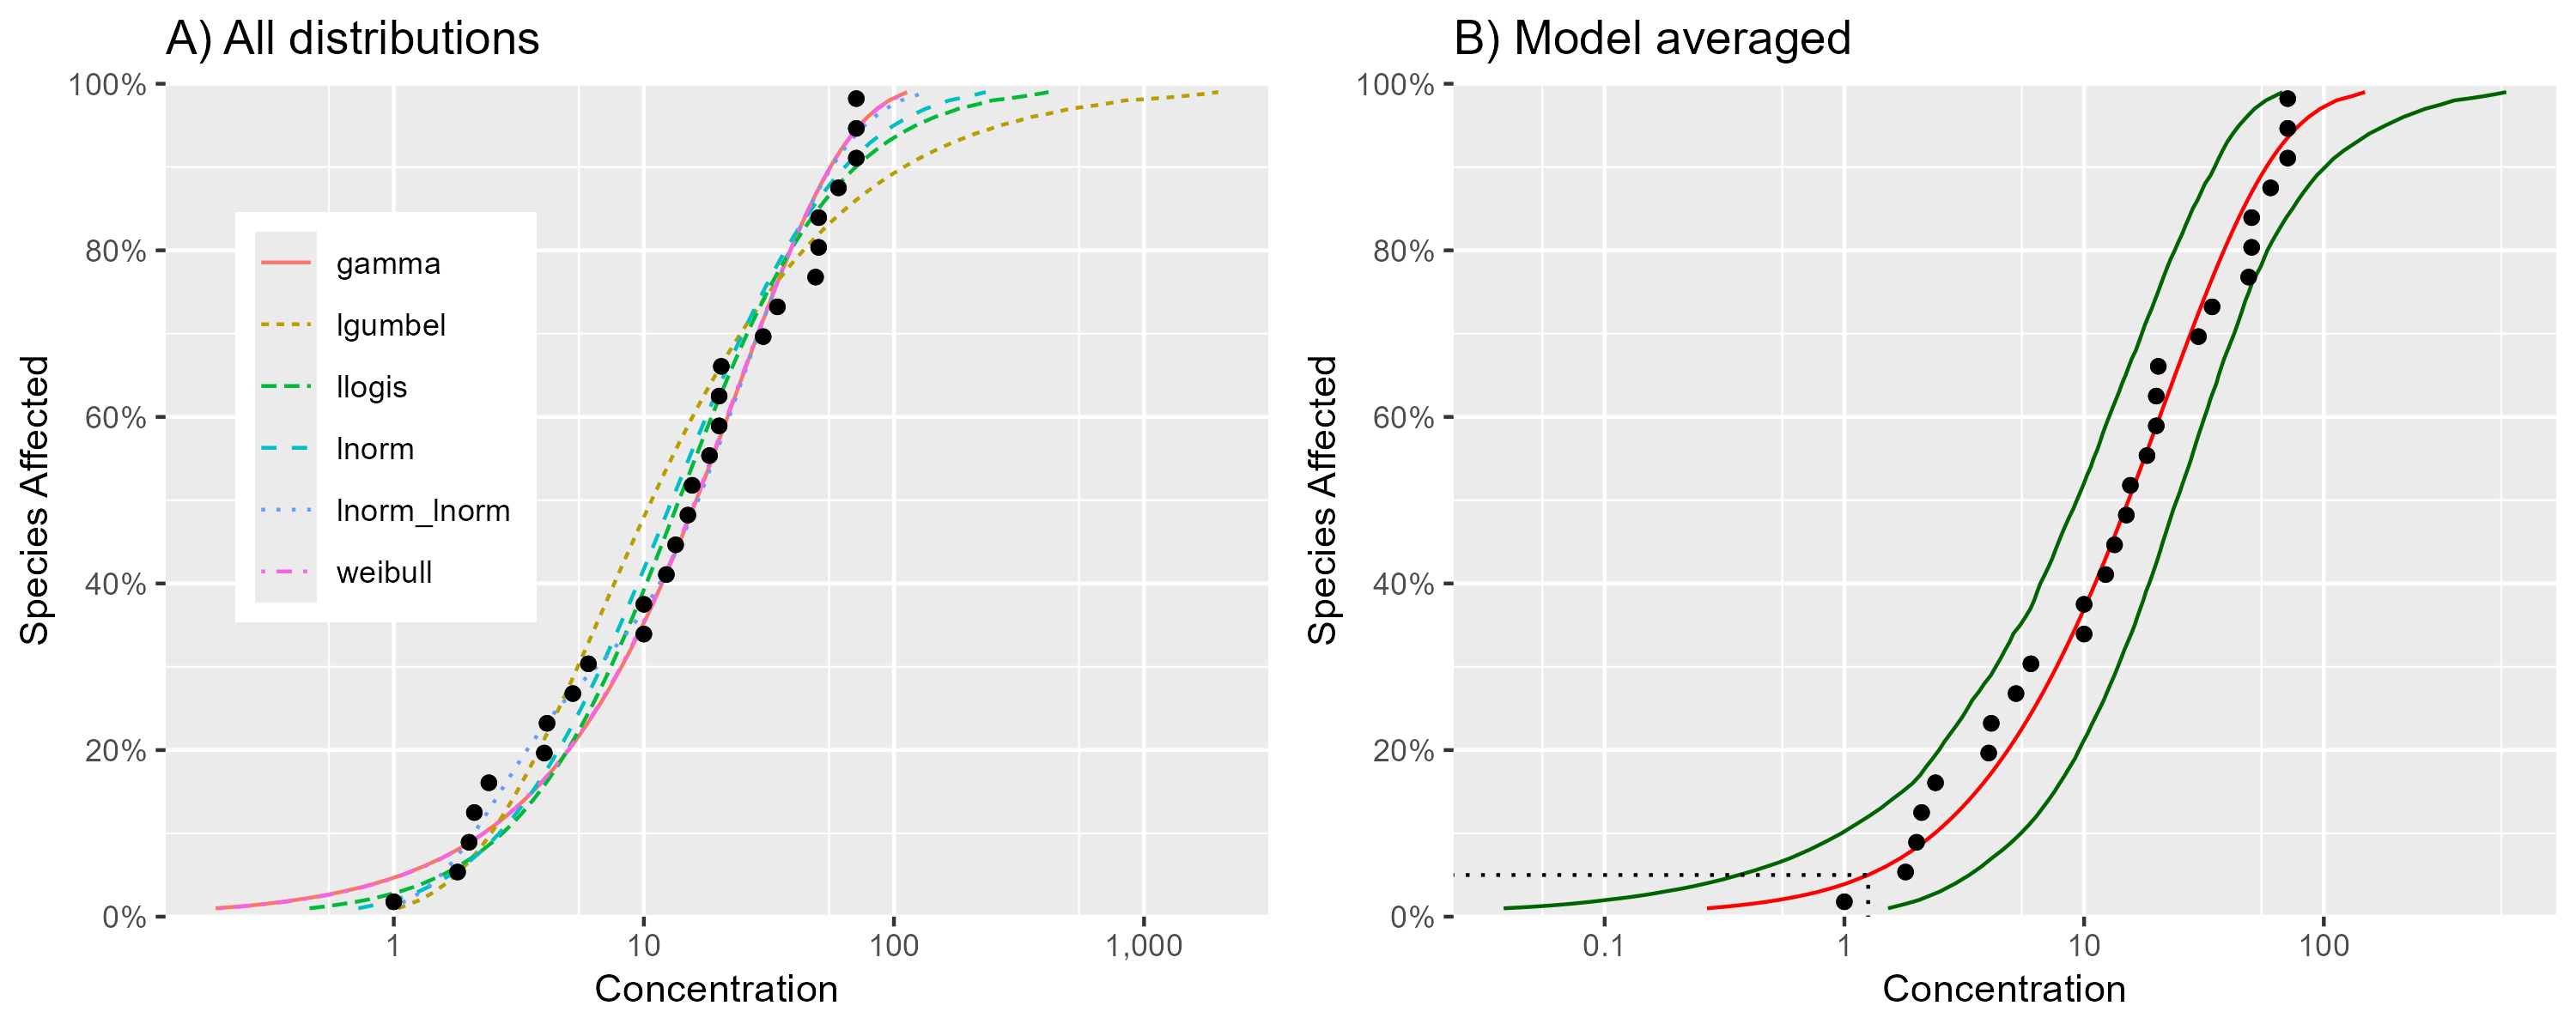 A) All distributions
100%
80%
60%
40%
20%
0%
Species Affected
gamma
lgumbel
llogis
lnorm
lnorm_lnorm
weibull
1
10
100
1,000
Concentration
B) Model averaged
100%
80%
60%
40%
20%
0%
Species Affected
0.1
1
10
100
Concentration